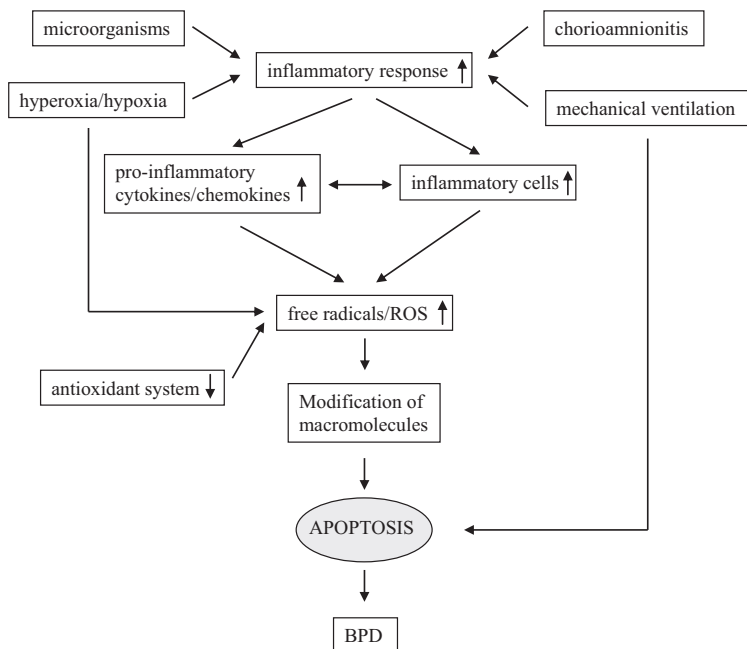 microorganisms
chorioamnionitis
inflammatory response
hyperoxia/hypoxia
mechanical ventilation
pro-inflammatory
cytokines/chemokines
inflammatory cells
free radicals/ROS
antioxidant system
Modification of
macromolecules
APOPTOSIS
BPD